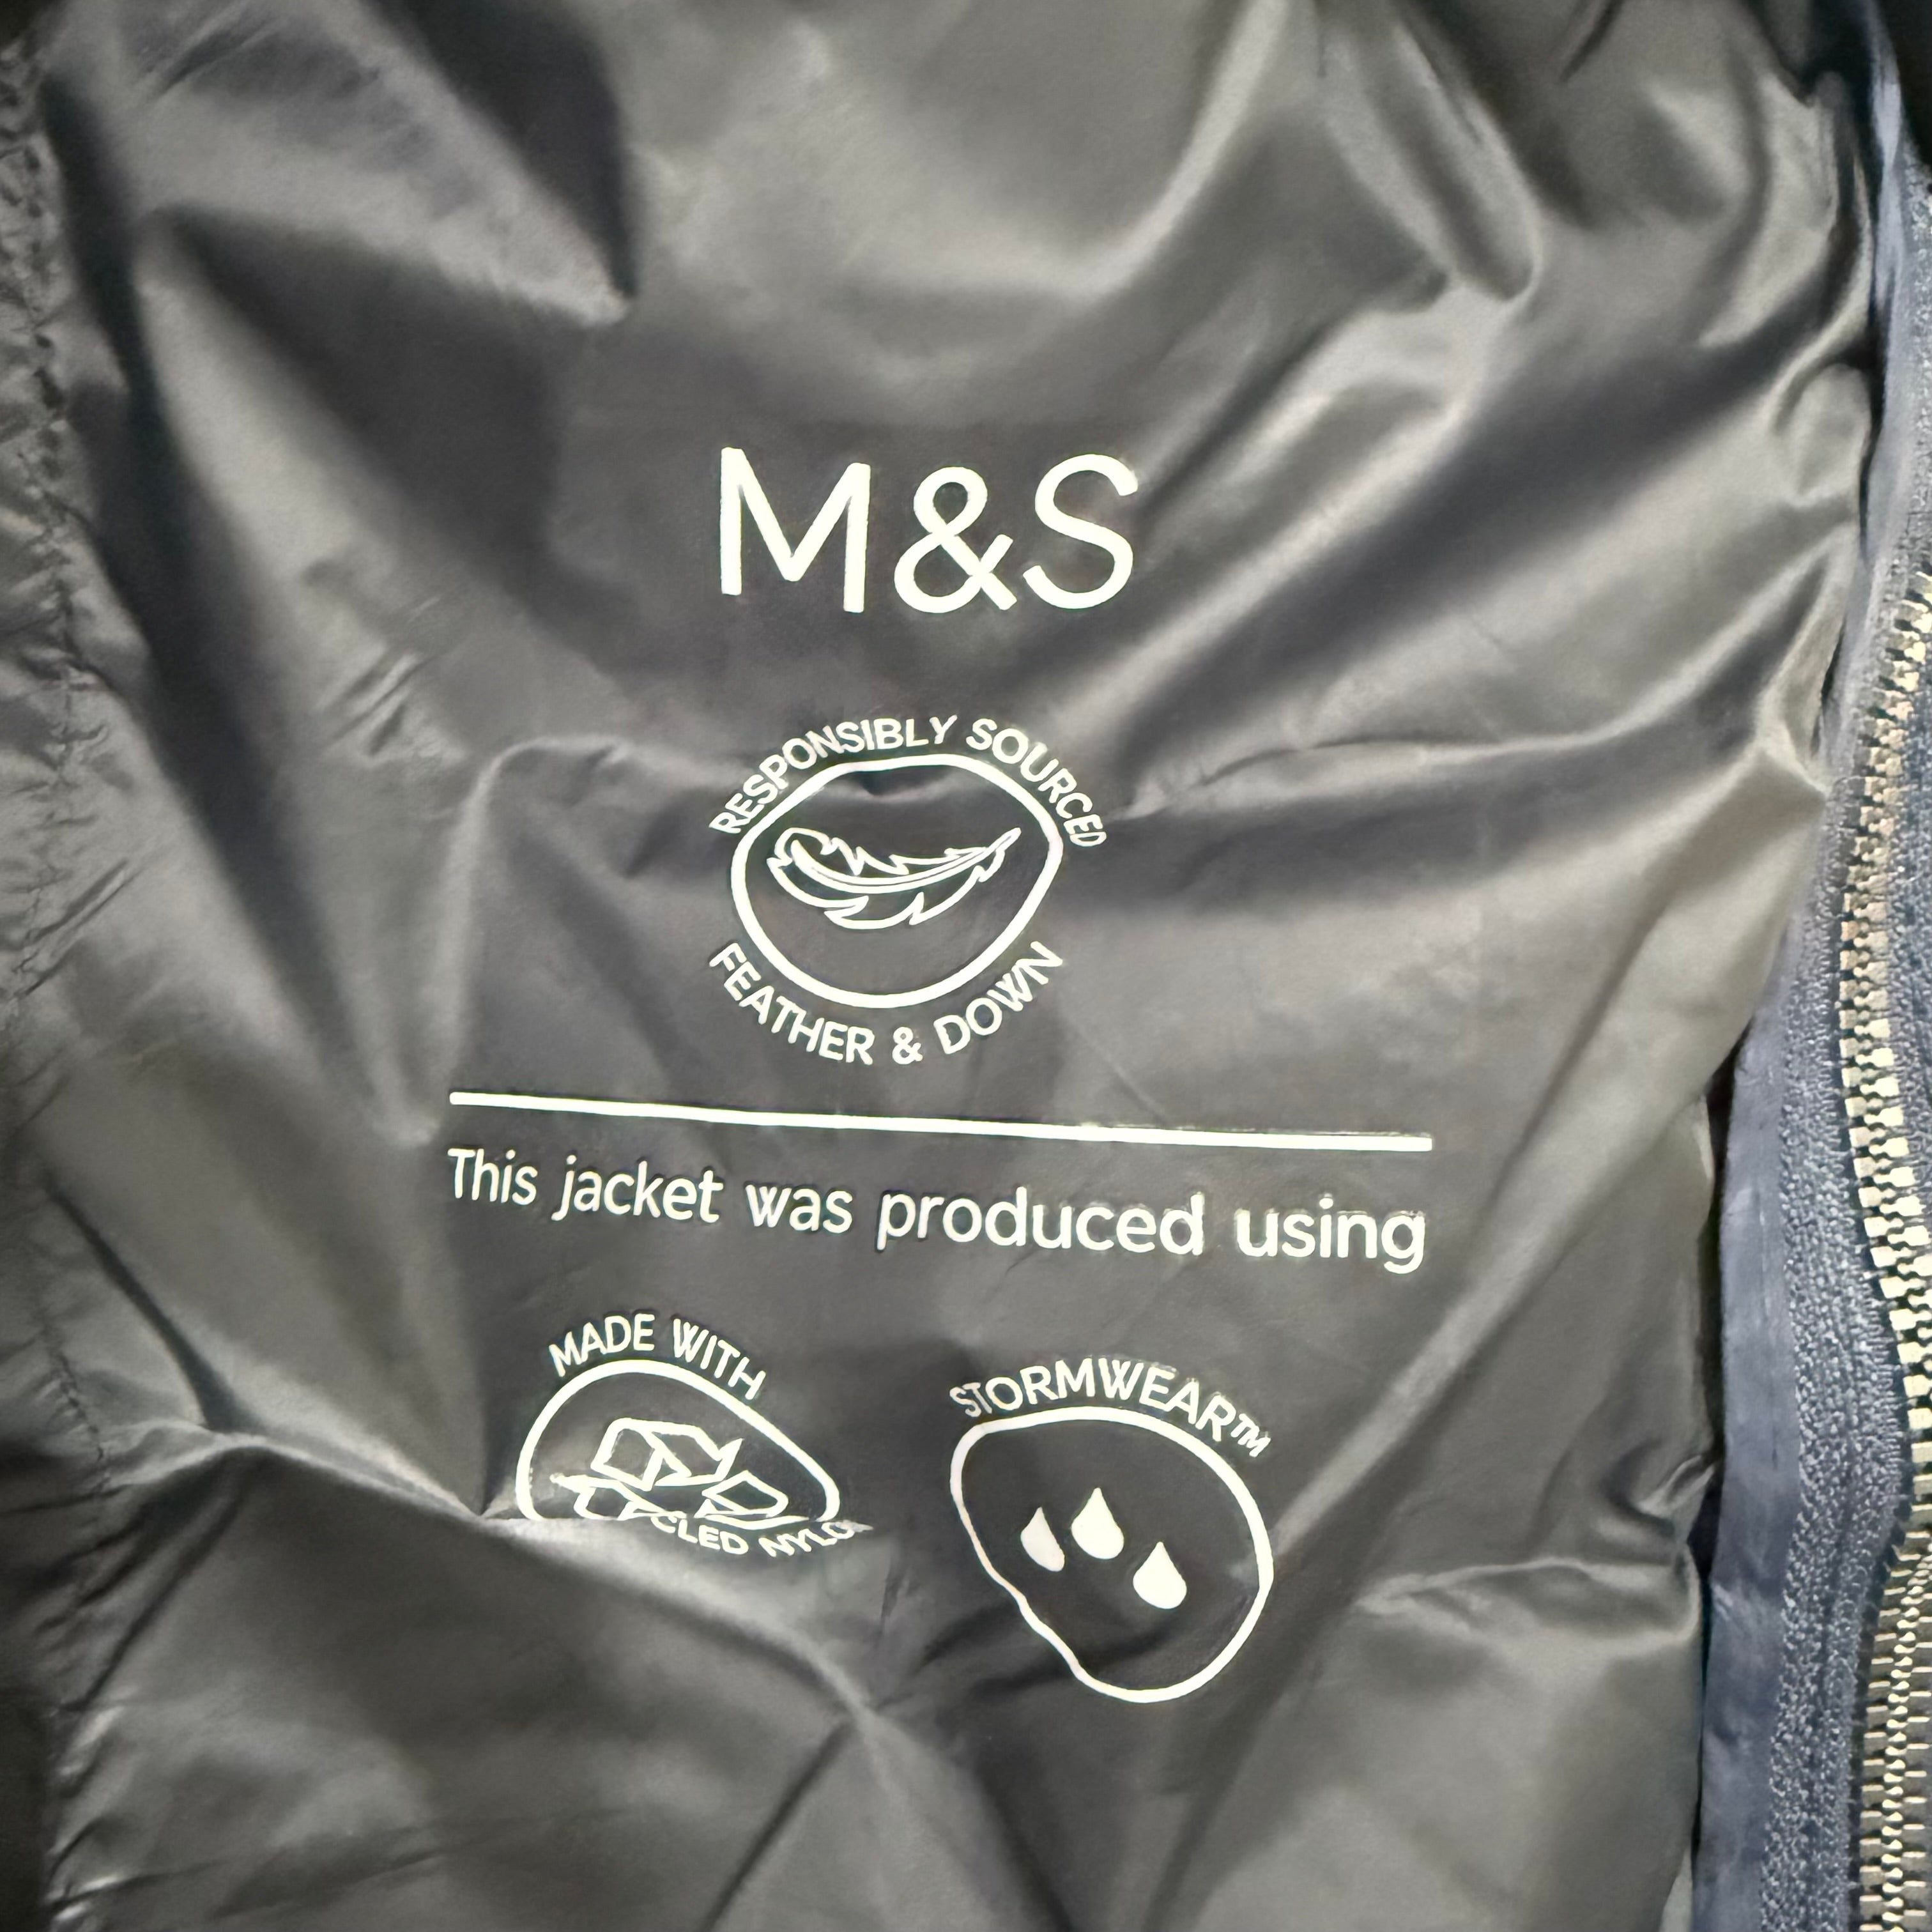 M&S
RESPONSIBLY SOURCED
FEATHER & DOWN
This jacket was produced using
MADE WITH
STORMWEAR™